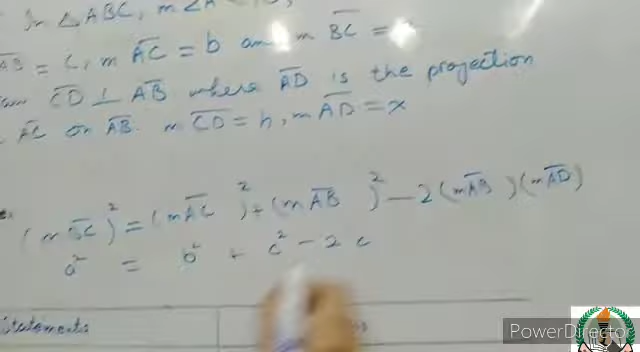 In △ABC, m∠A
AB = c, m AC = b and m BC =
CD ⊥ AB where AD is the projection
AC on AB. m CD = h, m AD = x
(m BC)² = (m AC)² + (m AB)² − 2(m AB)(m AD)
a² = b² + c² − 2c
Statements
PowerDirector